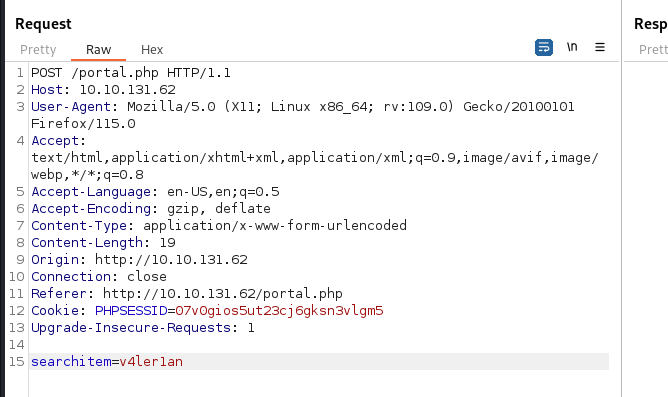 Request
Resp
Pretty Raw Hex
\n
Prett
1 POST /portal.php HTTP/1.1
2 Host: 10.10.131.62
3 User-Agent: Mozilla/5.0 (X11; Linux x86_64; rv:109.0) Gecko/20100101
Firefox/115.0
4 Accept:
text/html,application/xhtml+xml,application/xml;q=0.9,image/avif,image/
webp,*/*;q=0.8
5 Accept-Language: en-US,en;q=0.5
6 Accept-Encoding: gzip, deflate
7 Content-Type: application/x-www-form-urlencoded
8 Content-Length: 19
9 Origin: http://10.10.131.62
10 Connection: close
11 Referer: http://10.10.131.62/portal.php
12 Cookie: PHPSESSID=07v0gios5ut23cj6gksn3vlgm5
13 Upgrade-Insecure-Requests: 1
14
15 searchitem=v4ler1an